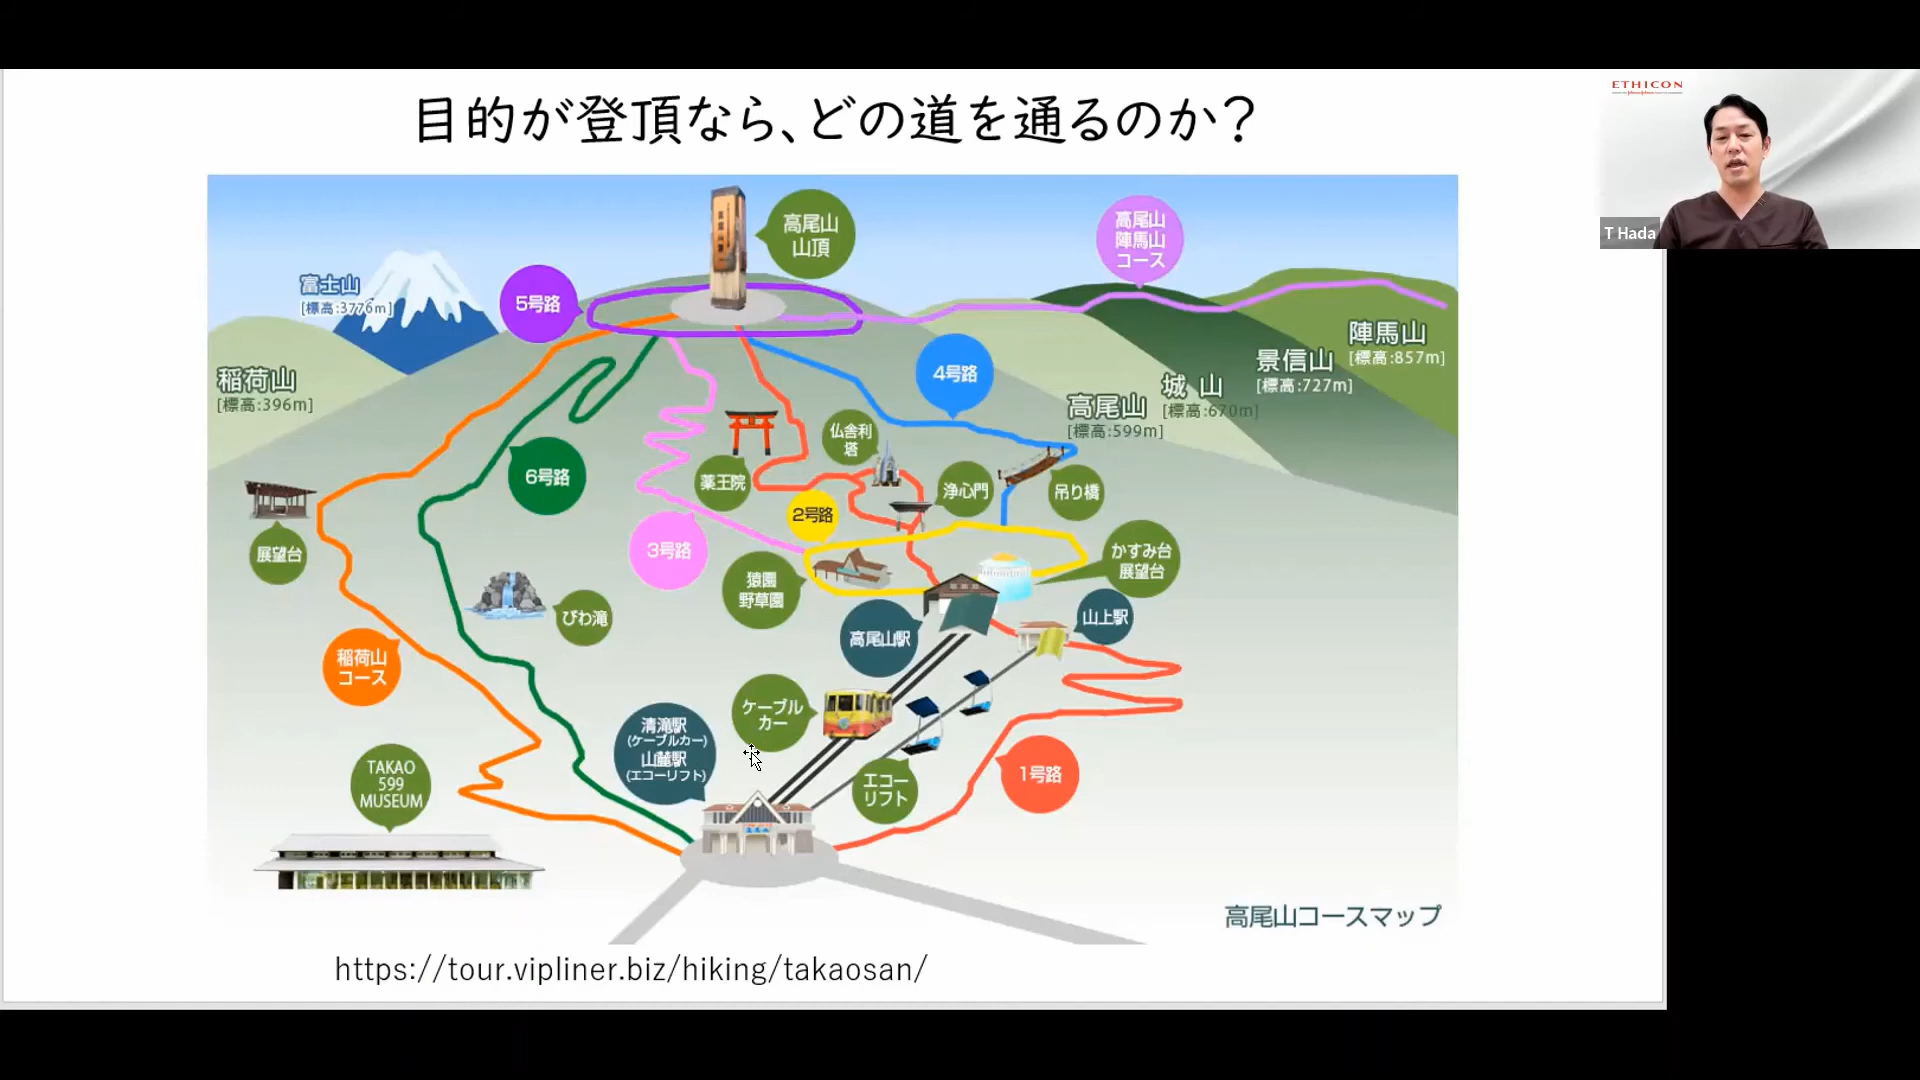 目的が登頂なら、どの道を通るのか？
ETHICON
T Hada
高尾山
山頂
高尾山
陣馬山
コース
富士山
[標高:3776m]
5号路
陣馬山
[標高:857m]
景信山
[標高:727m]
城 山
[標高:670m]
高尾山
[標高:599m]
稲荷山
[標高:396m]
4号路
仏舎利
塔
6号路
薬王院
浄心門
吊り橋
2号路
展望台
3号路
かすみ台
展望台
猿園
野草園
びわ滝
高尾山駅
山上駅
稲荷山
コース
ケーブル
カー
清滝駅
(ケーブルカー)
山麓駅
(エコーリフト)
エコー
リフト
1号路
TAKAO
599
MUSEUM
高尾山コースマップ
https://tour.vipliner.biz/hiking/takaosan/